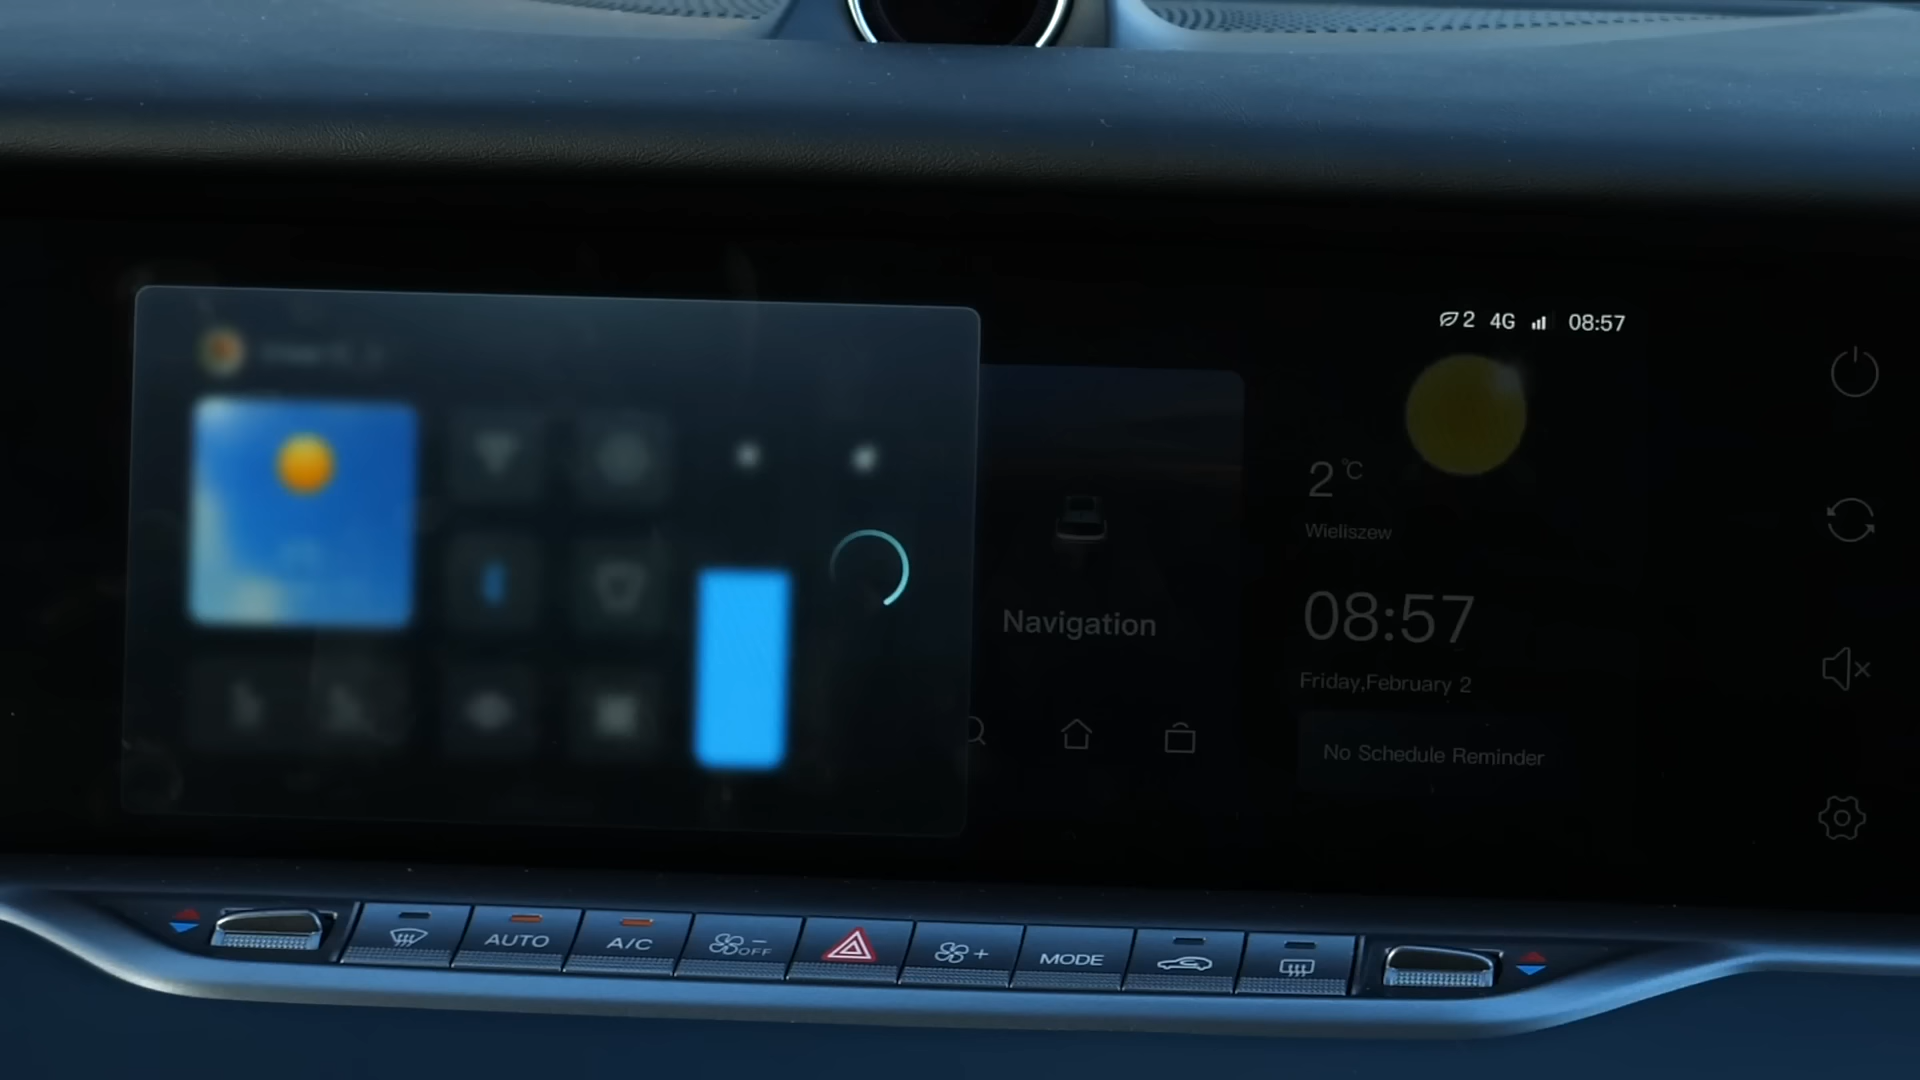 2 4G 08:57
2°C
Wieliszew
Navigation
08:57
Friday,February 2
No Schedule Reminder
AUTO
A/C
OFF
MODE